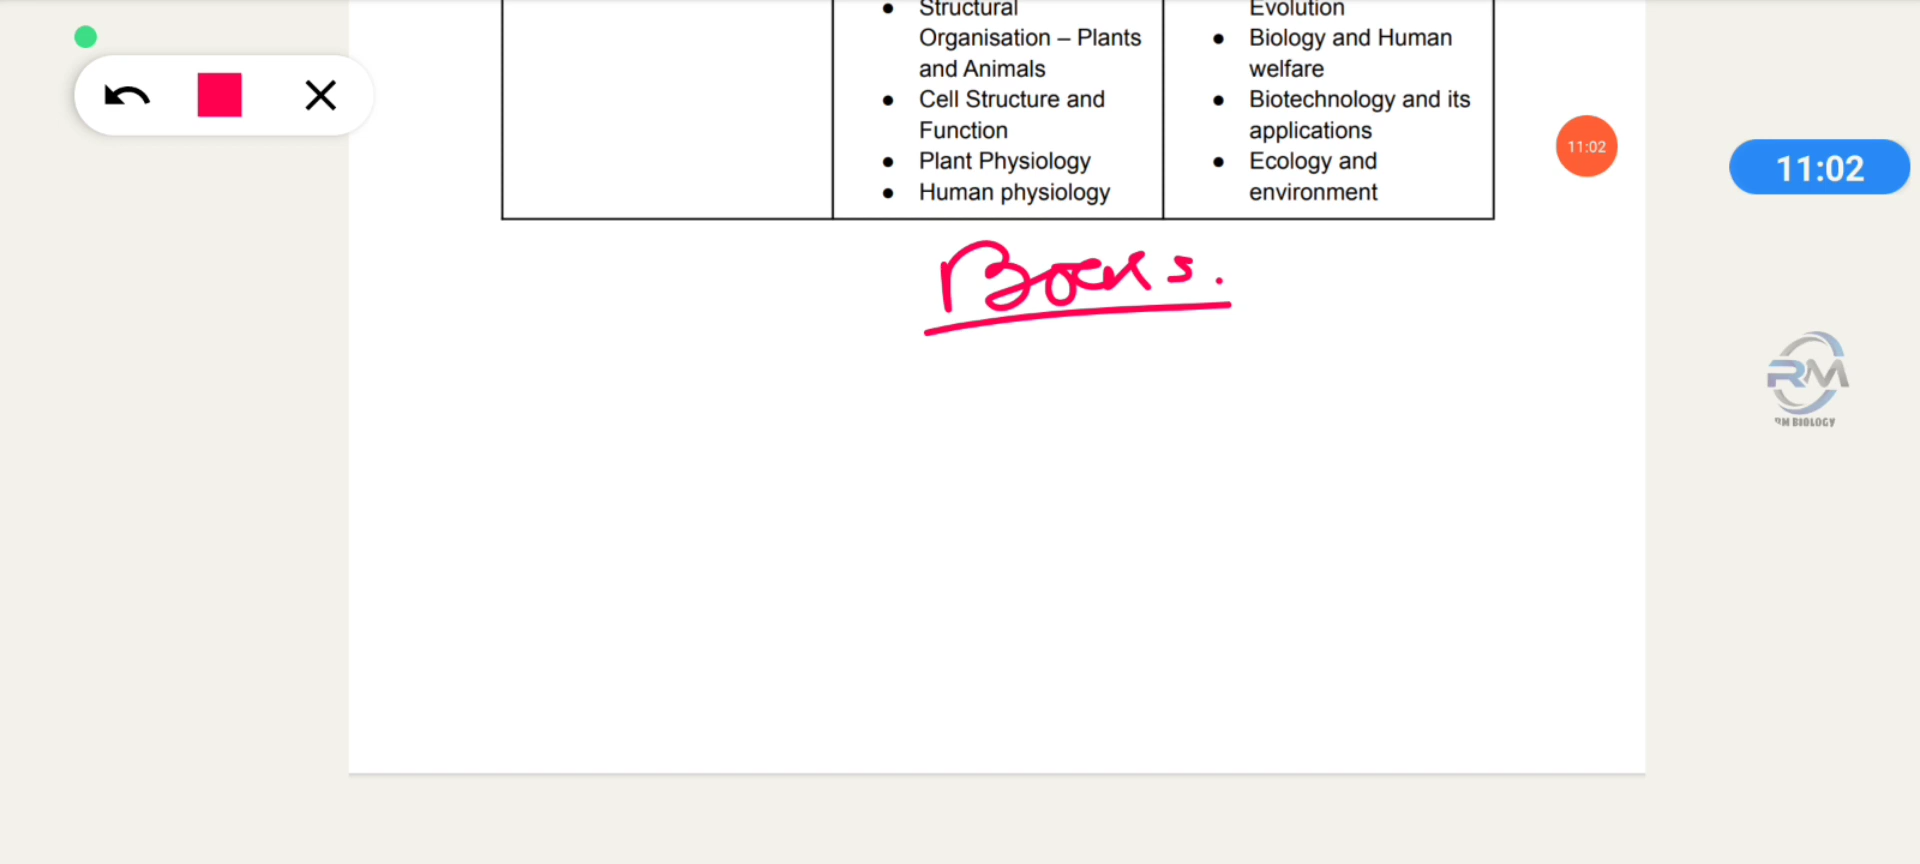 Structural
Organisation – Plants
and Animals
● Cell Structure and
Function
● Plant Physiology
● Human physiology
Evolution
● Biology and Human
welfare
● Biotechnology and its
applications
● Ecology and
environment
Books.
11:02
11:02
RM
RM BIOLOGY